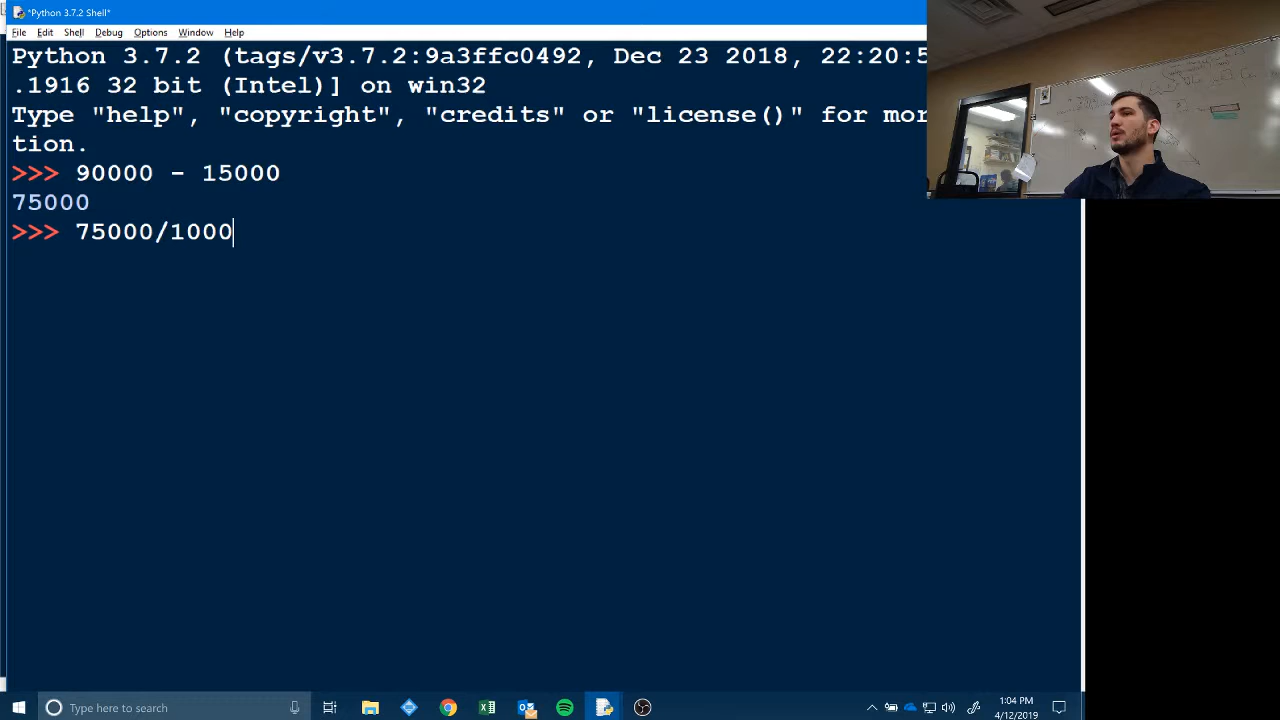 *Python 3.7.2 Shell*
File Edit Shell Debug Options Window Help
Python 3.7.2 (tags/v3.7.2:9a3ffc0492, Dec 23 2018, 22:20:5
.1916 32 bit (Intel)] on win32
Type "help", "copyright", "credits" or "license()" for mor
tion.
>>> 90000 - 15000
75000
>>> 75000/1000
Type here to search
1:04 PM
4/12/2019